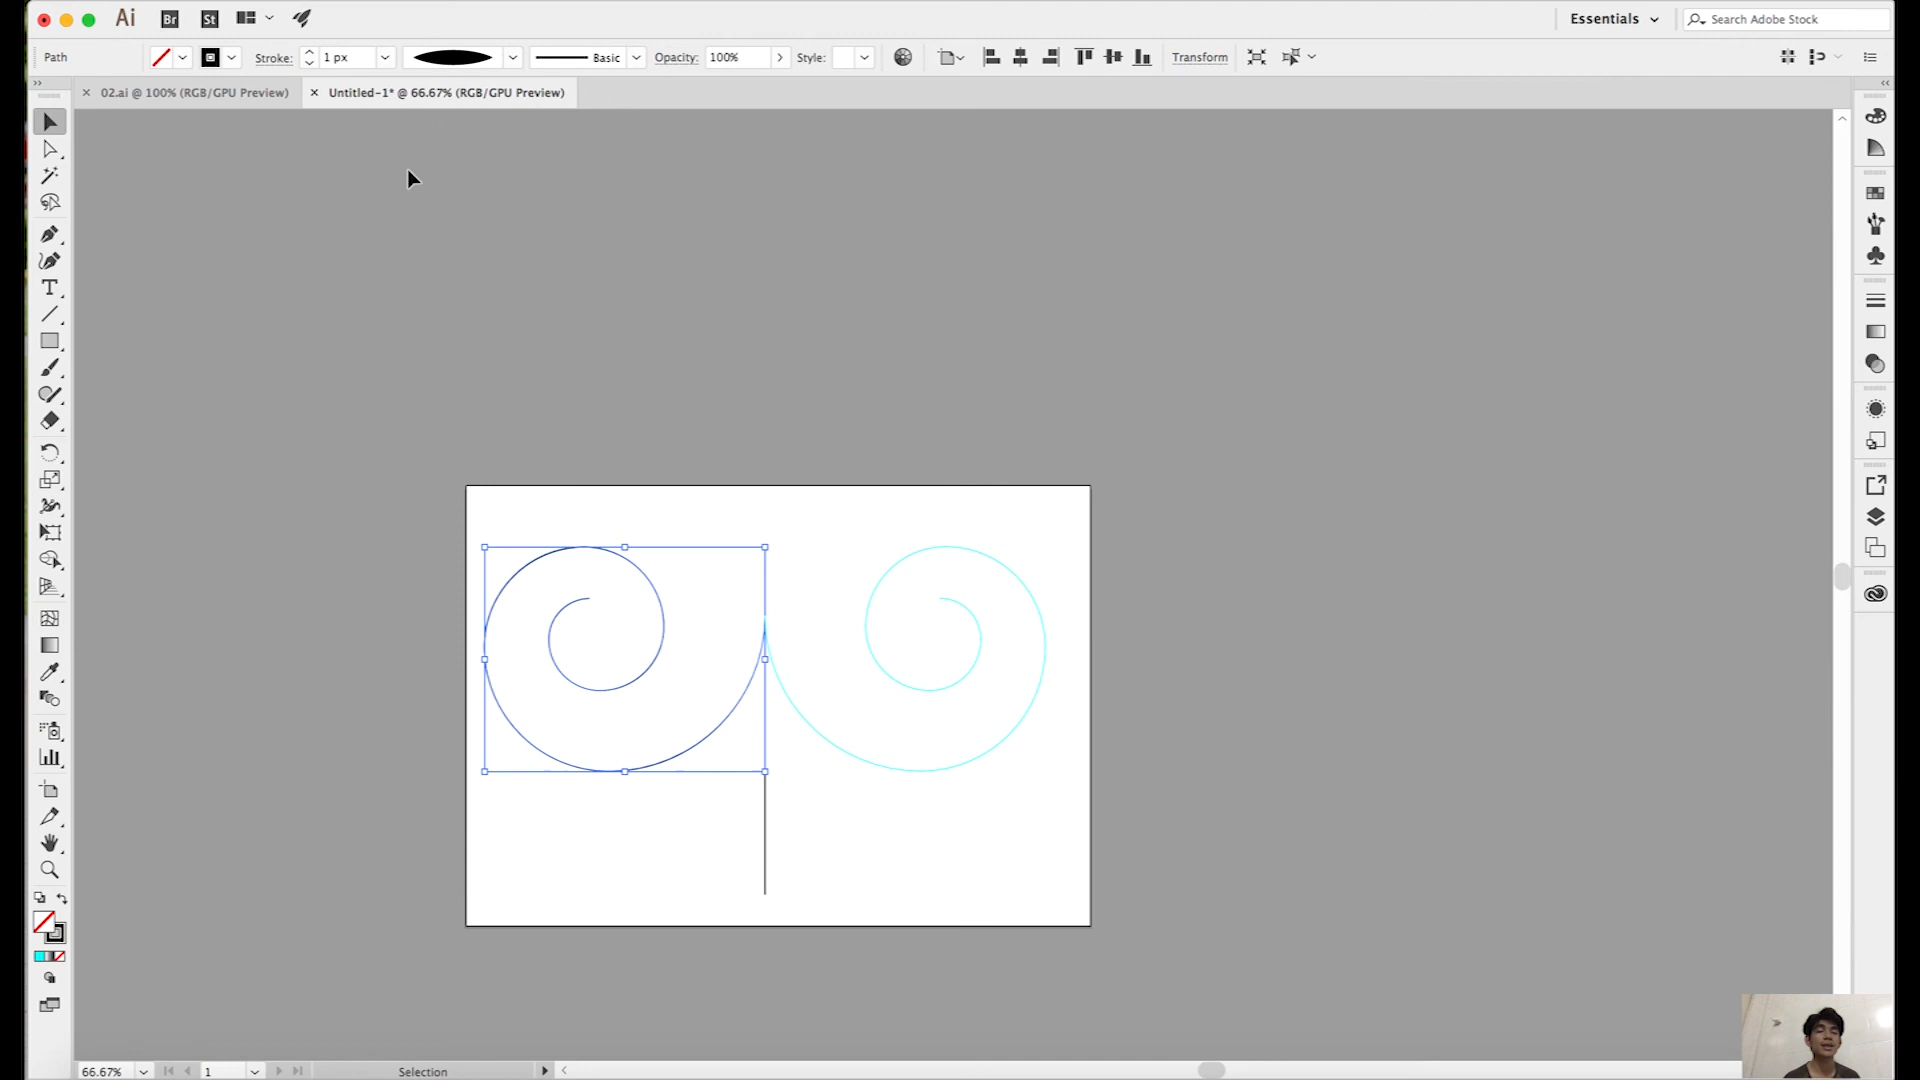 Ai Br St Essentials Search Adobe Stock
Path Stroke: 1 px Basic Opacity: 100% Style: Transform
02.ai @ 100% (RGB/GPU Preview) Untitled-1* @ 66.67% (RGB/GPU Preview)
66.67% 1 Selection